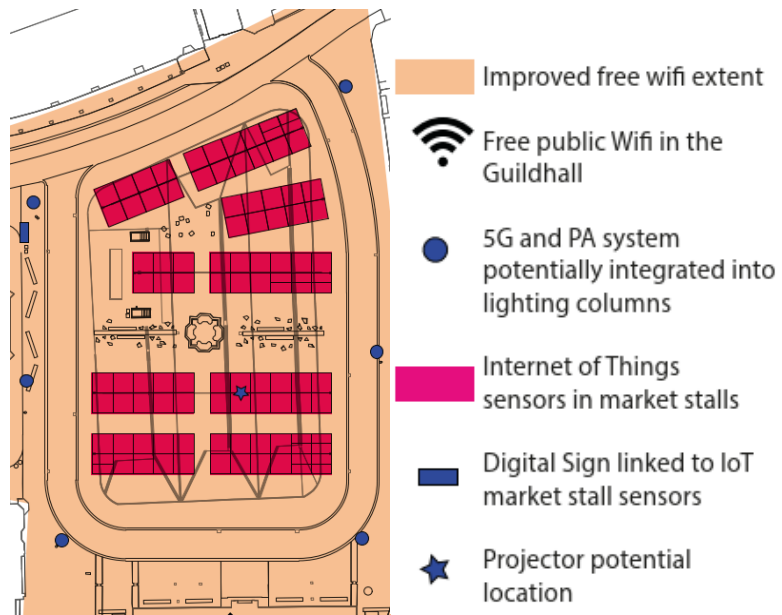 Improved free wifi extent
Free public Wifi in the
Guildhall
5G and PA system
potentially integrated into
lighting columns
Internet of Things
sensors in market stalls
Digital Sign linked to IoT
market stall sensors
Projector potential
location